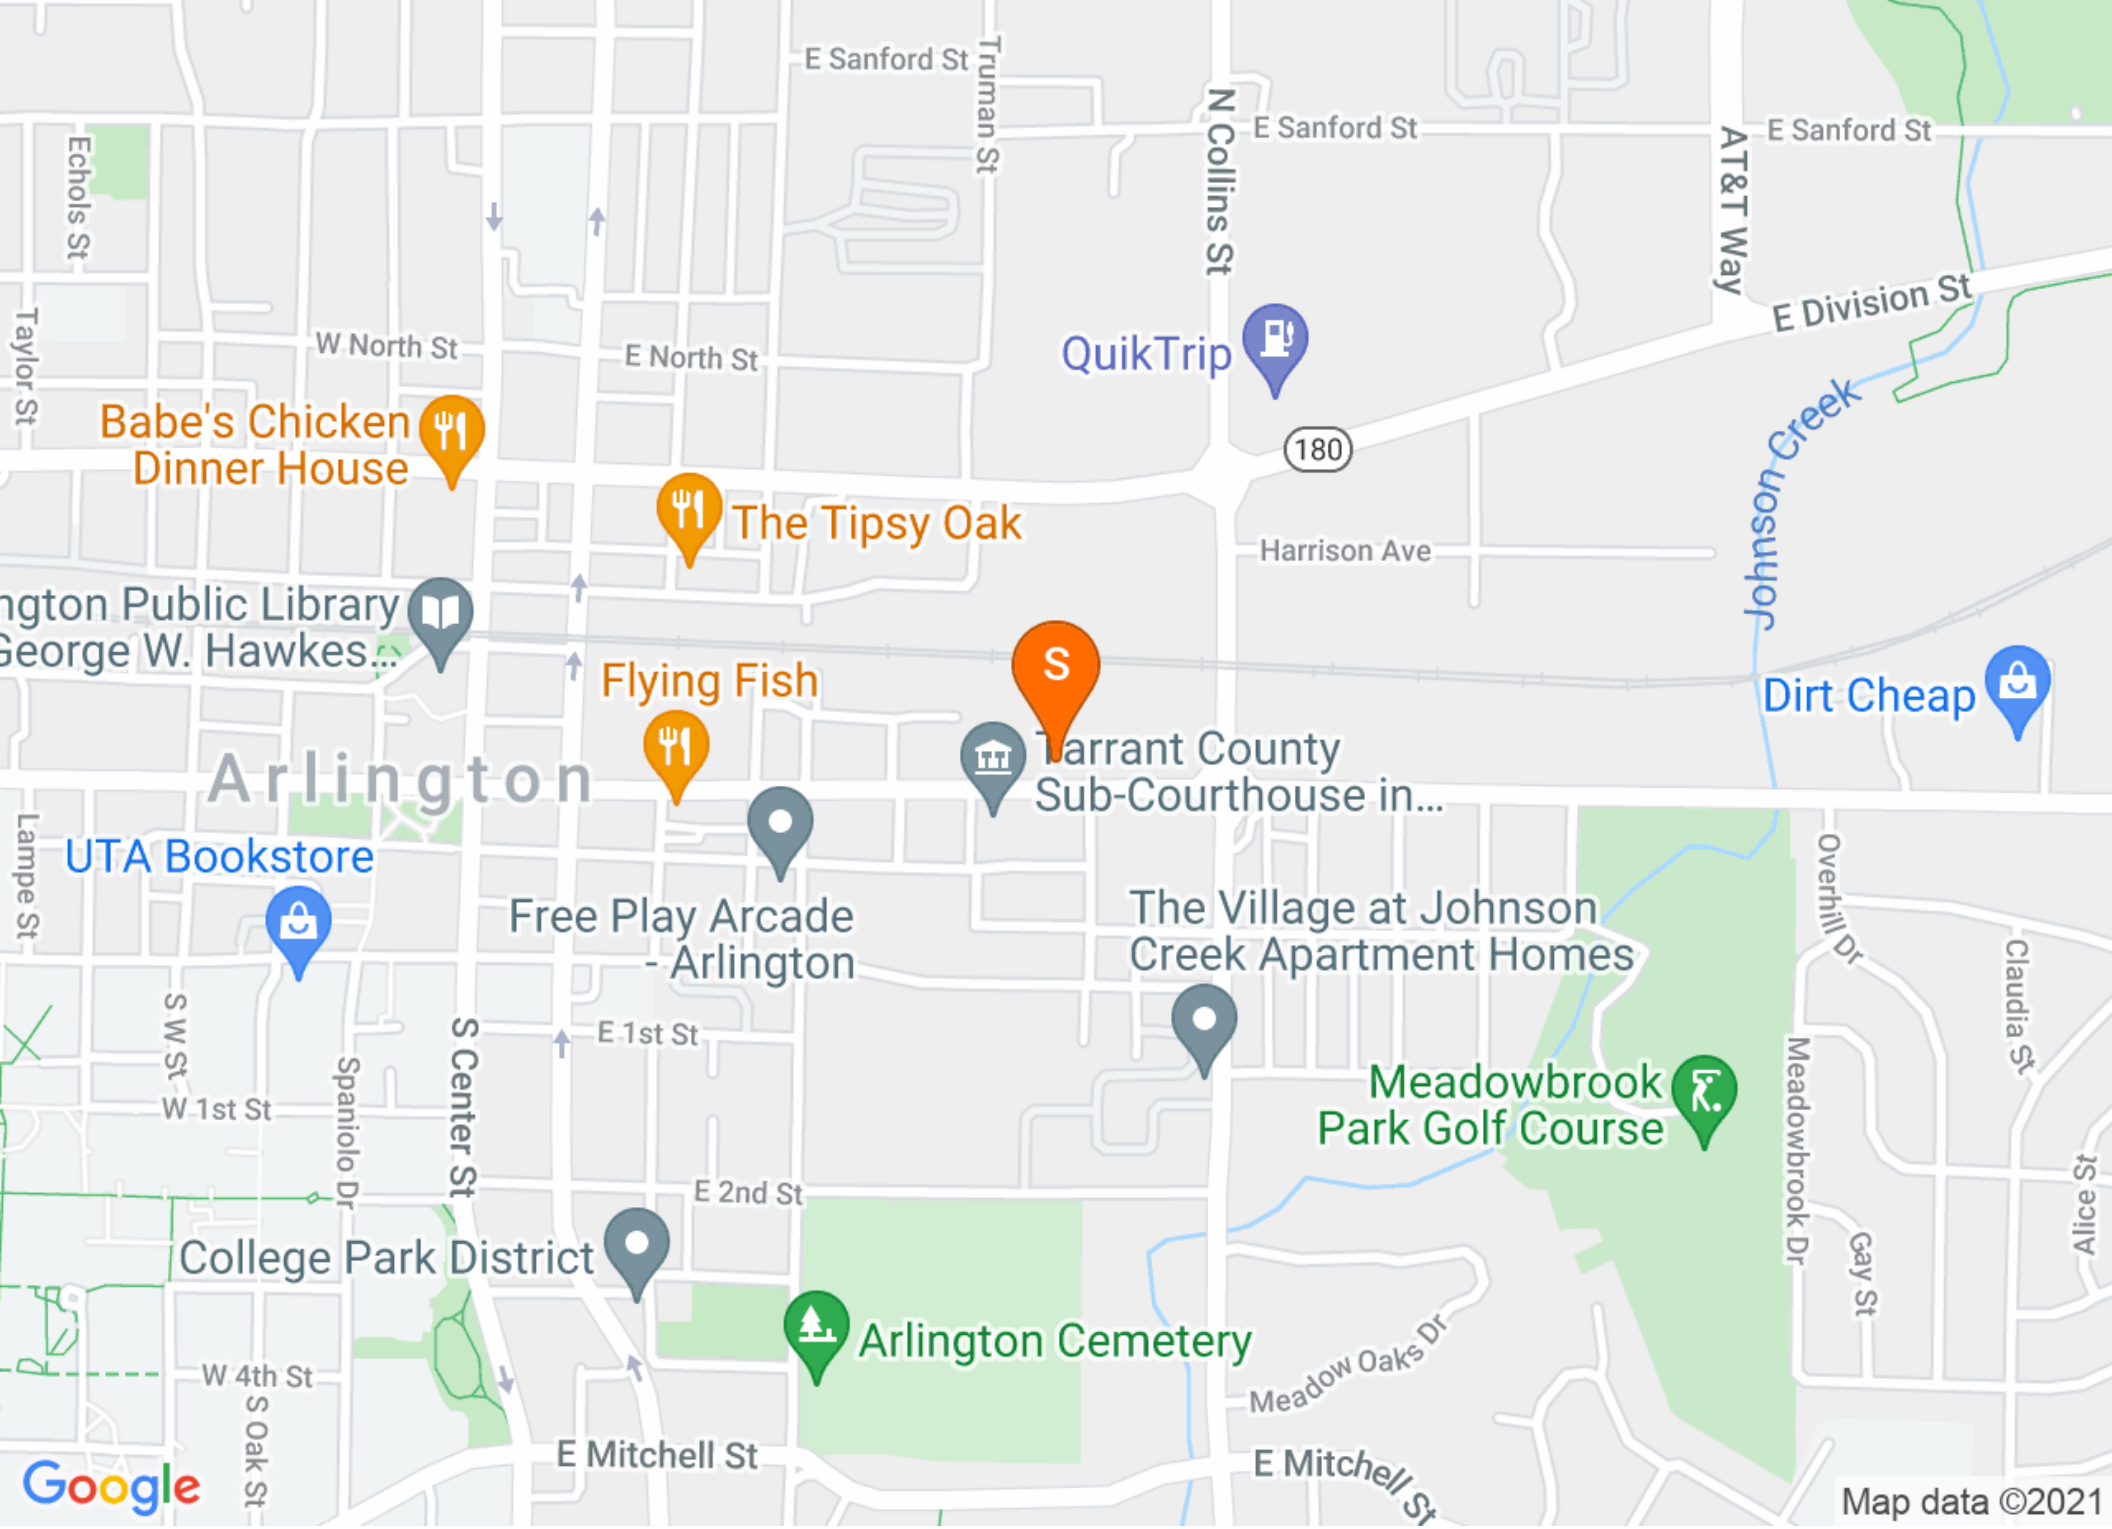 E Sanford St
Truman St
N Collins St
E Sanford St
AT&T Way
E Sanford St
Echols St
E Division St
Taylor St
W North St
E North St
QuikTrip
180
Johnson Creek
Babe's Chicken
Dinner House
The Tipsy Oak
Harrison Ave
ngton Public Library
George W. Hawkes...
Flying Fish
S
Dirt Cheap
Arlington
Tarrant County
Sub-Courthouse in...
Lampe St
UTA Bookstore
Overhill Dr
Free Play Arcade
- Arlington
The Village at Johnson
Creek Apartment Homes
Claudia St
S W St
S Center St
E 1st St
Spaniolo Dr
W 1st St
Meadowbrook
Park Golf Course
Meadowbrook Dr
Alice St
E 2nd St
Gay St
College Park District
Arlington Cemetery
Meadow Oaks Dr
W 4th St
S Oak St
E Mitchell St
E Mitchell St
Google
Map data ©2021